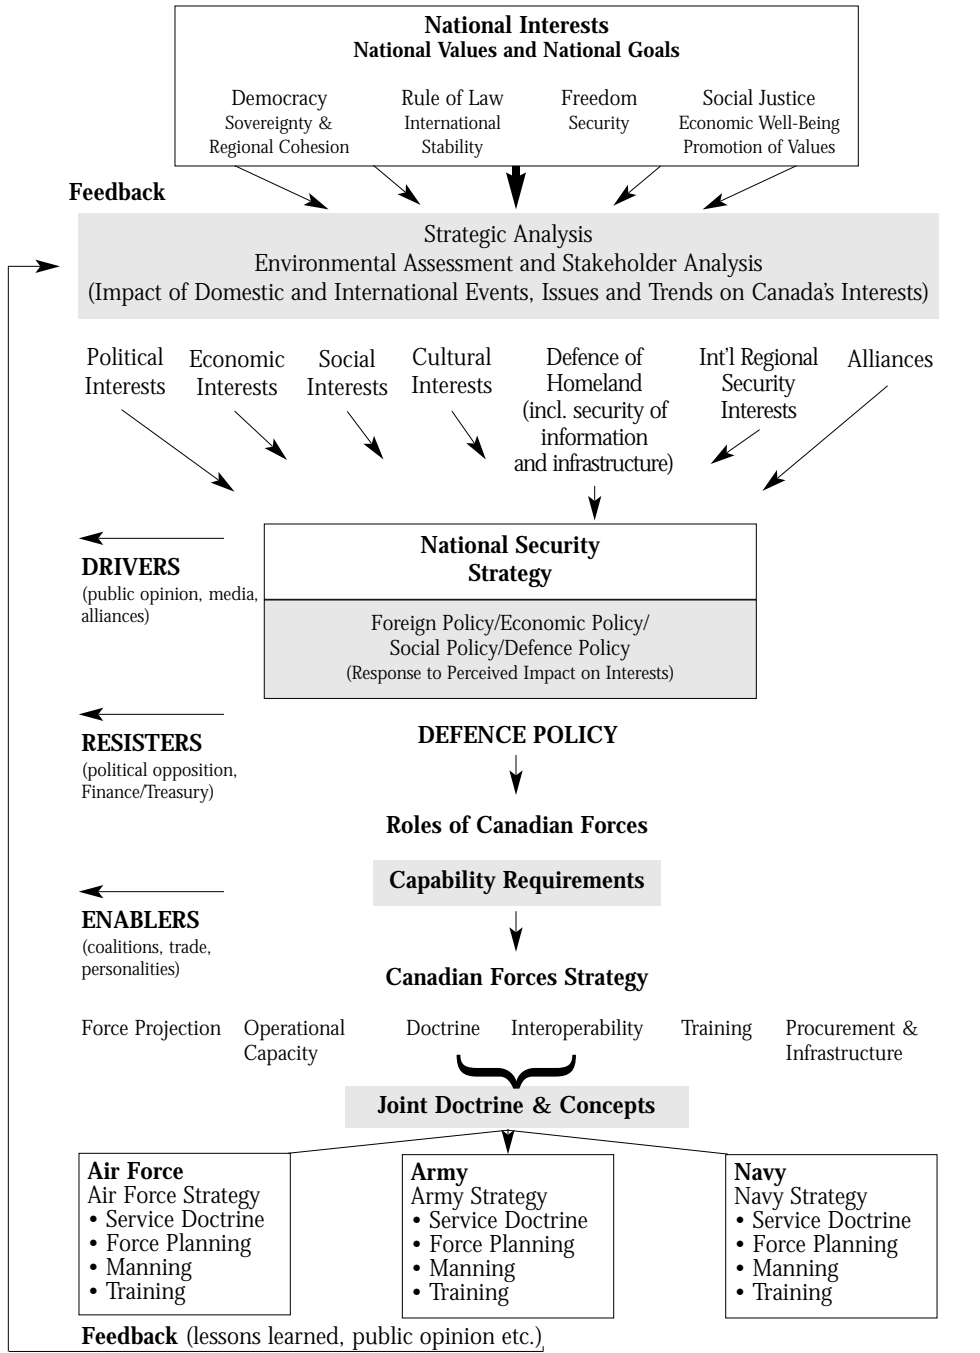 National Interests
National Values and National Goals
Democracy
Sovereignty &
Regional Cohesion
Rule of Law
International
Stability
Freedom
Security
Social Justice
Economic Well-Being
Promotion of Values
Feedback
Strategic Analysis
Environmental Assessment and Stakeholder Analysis
(Impact of Domestic and International Events, Issues and Trends on Canada's Interests)
Political
Interests
Economic
Interests
Social
Interests
Cultural
Interests
Defence of
Homeland
(incl. security of
information
and infrastructure)
Int'l Regional
Security
Interests
Alliances
DRIVERS
(public opinion, media,
alliances)
National Security
Strategy
Foreign Policy/Economic Policy/
Social Policy/Defence Policy
(Response to Perceived Impact on Interests)
RESISTERS
(political opposition,
Finance/Treasury)
DEFENCE POLICY
Roles of Canadian Forces
Capability Requirements
ENABLERS
(coalitions, trade,
personalities)
Canadian Forces Strategy
Force Projection
Operational
Capacity
Doctrine
Interoperability
Training
Procurement &
Infrastructure
Joint Doctrine & Concepts
Air Force
Air Force Strategy
• Service Doctrine
• Force Planning
• Manning
• Training
Army
Army Strategy
• Service Doctrine
• Force Planning
• Manning
• Training
Navy
Navy Strategy
• Service Doctrine
• Force Planning
• Manning
• Training
Feedback (lessons learned, public opinion etc.)